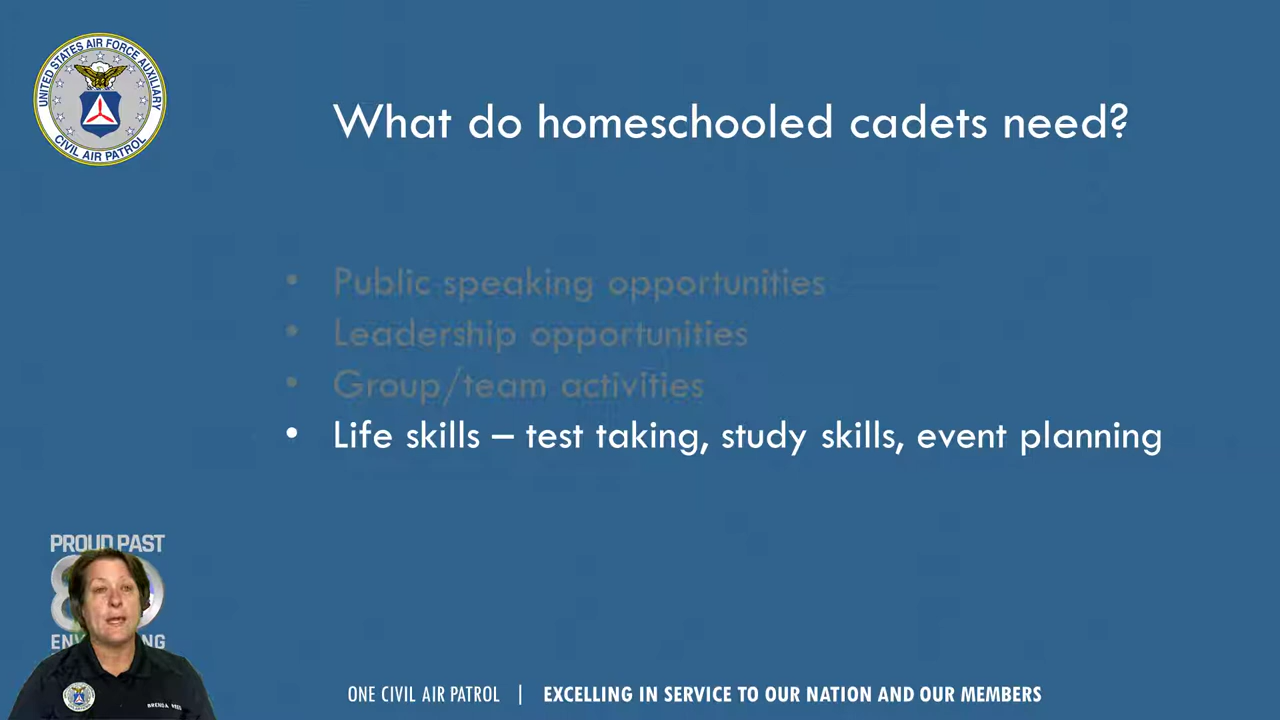 UNITED STATES AIR FORCE AUXILIARY
CIVIL AIR PATROL
What do homeschooled cadets need?
• Public speaking opportunities
• Leadership opportunities
• Group/team activities
• Life skills – test taking, study skills, event planning
PROUD PAST
BRENDA
ONE CIVIL AIR PATROL | EXCELLING IN SERVICE TO OUR NATION AND OUR MEMBERS